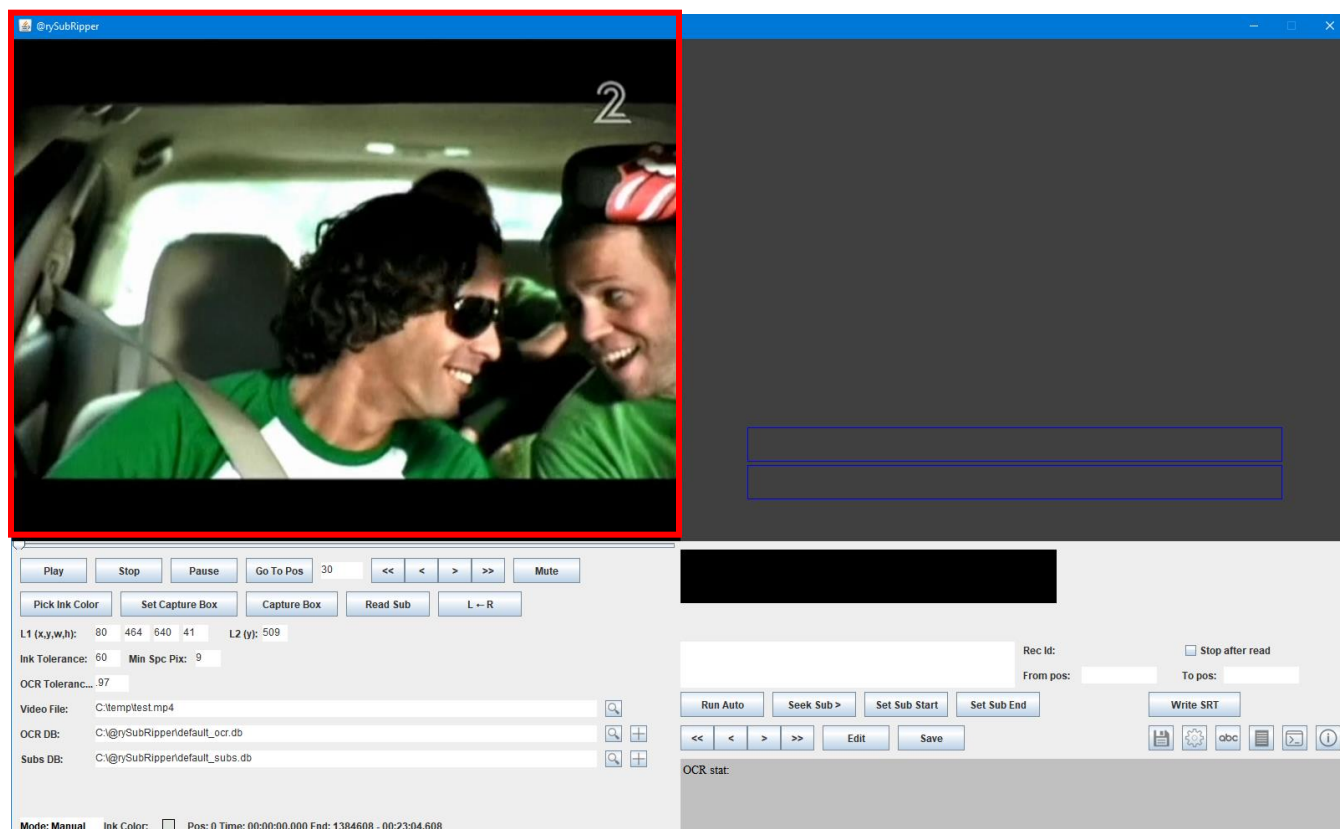 @rySubRipper
2
Play Stop Pause Go To Pos 30 << < > >> Mute
Pick Ink Color Set Capture Box Capture Box Read Sub L←R
L1 (x,y,w,h): 80 464 640 41 L2 (y): 509
Ink Tolerance: 60 Min Spc Pix: 9
OCR Toleranc... .97
Video File: C:\temp\test.mp4
OCR DB: C:\@rySubRipper\default_ocr.db
Subs DB: C:\@rySubRipper\default_subs.db
Mode: Manual Ink Color: Pos: 0 Time: 00:00:00.000 End: 1384608 - 00:23:04.608
Rec Id: Stop after read
From pos: To pos:
Run Auto Seek Sub > Set Sub Start Set Sub End Write SRT
<< < > >> Edit Save abc
OCR stat: